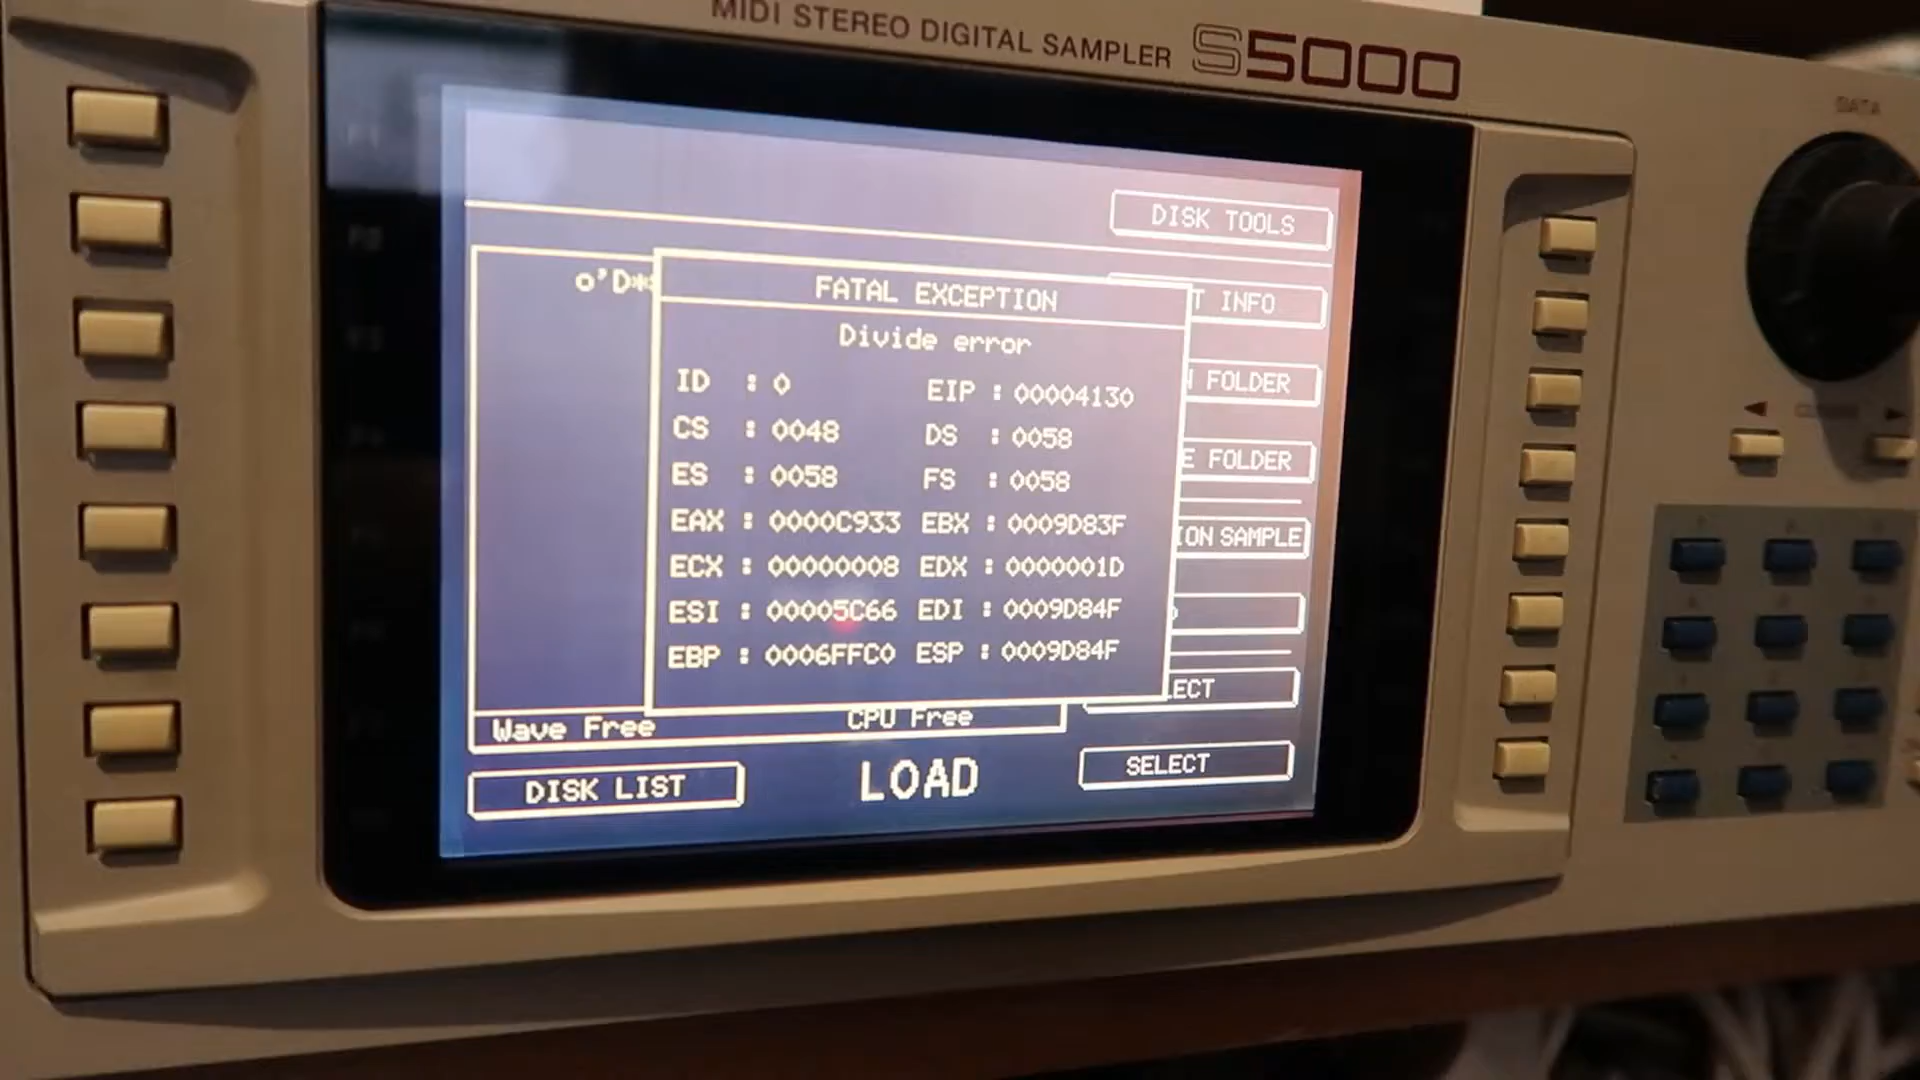 MIDI STEREO DIGITAL SAMPLER S5000
DATA
DISK TOOLS
o'D*
FATAL EXCEPTION
T INFO
Divide error
ID : 0 EIP : 00004130
FOLDER
CS : 0048 DS : 0058
E FOLDER
ES : 0058 FS : 0058
EAX : 0000C933 EBX : 0009D83F
ION SAMPLE
ECX : 00000008 EDX : 0000001D
ESI : 00005C66 EDI : 0009D84F
EBP : 0006FFC0 ESP : 0009D84F
LECT
Wave Free CPU Free
DISK LIST LOAD SELECT